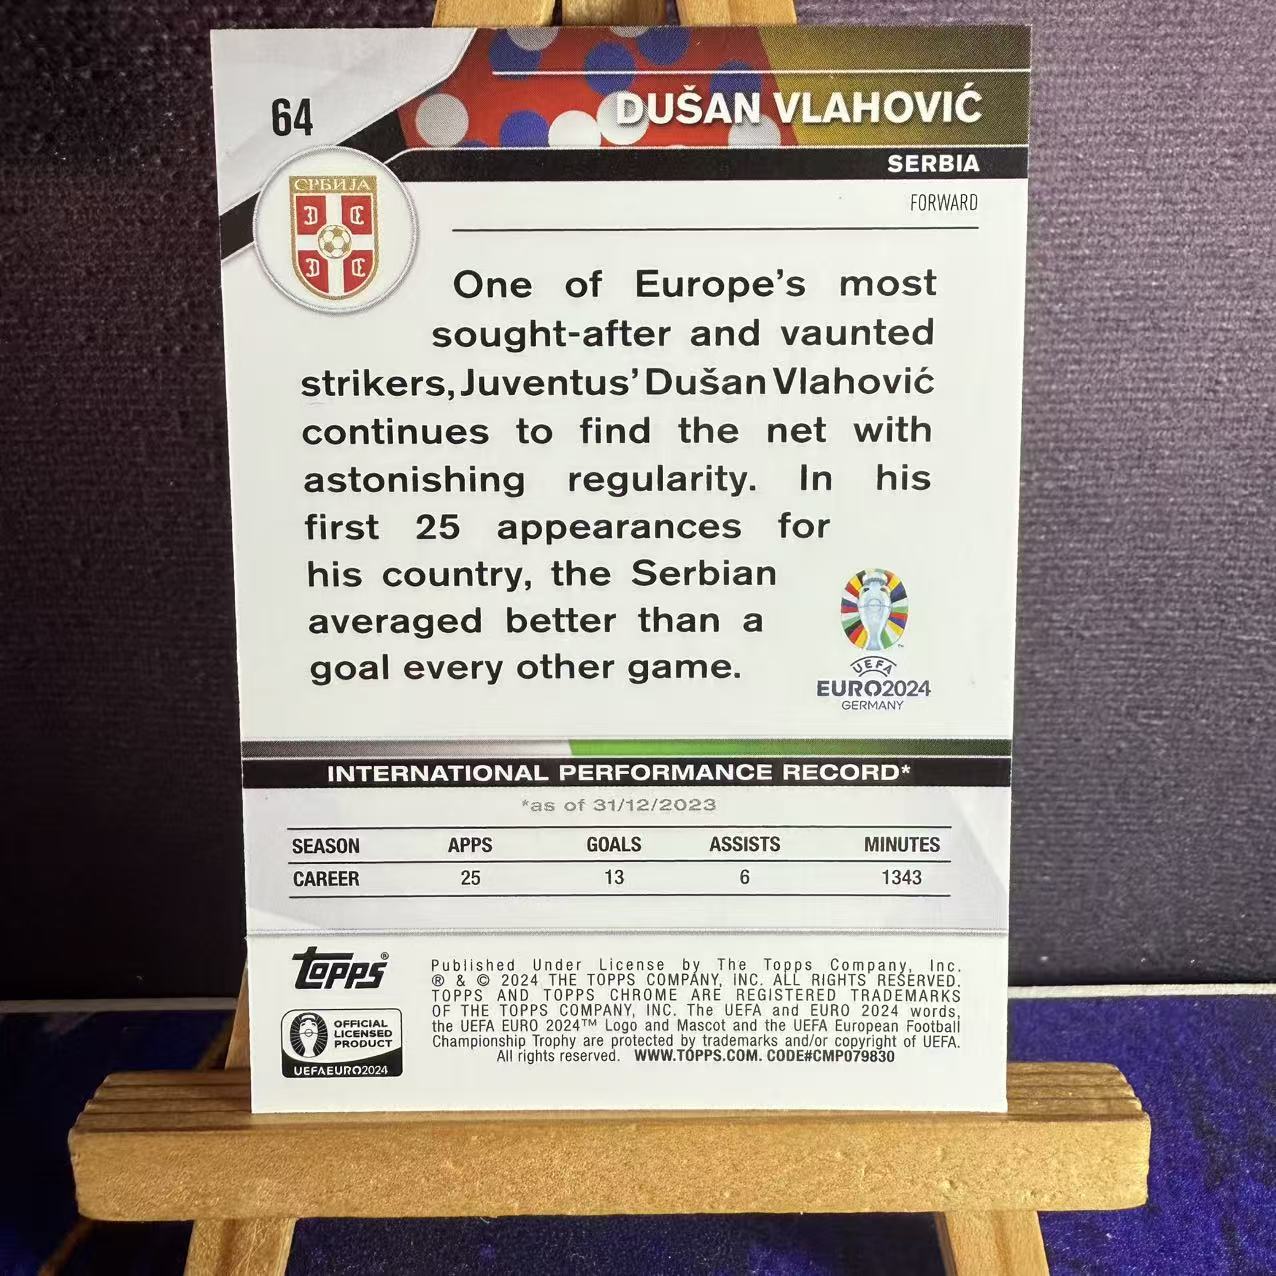 64
DUŠAN VLAHOVIĆ
SERBIA
FORWARD
СРБИЈА
One of Europe's most
sought-after and vaunted
strikers, Juventus' Dušan Vlahović
continues to find the net with
astonishing regularity. In his
first 25 appearances for
his country, the Serbian
averaged better than a
goal every other game.
UEFA
EURO2024
GERMANY
INTERNATIONAL PERFORMANCE RECORD*
*as of 31/12/2023
SEASON APPS GOALS ASSISTS MINUTES
CAREER 25 13 6 1343
topps®
OFFICIAL
LICENSED
PRODUCT
UEFAEURO2024
Published Under License by The Topps Company, Inc.
® & © 2024 THE TOPPS COMPANY, INC. ALL RIGHTS RESERVED.
TOPPS AND TOPPS CHROME ARE REGISTERED TRADEMARKS
OF THE TOPPS COMPANY, INC. The UEFA and EURO 2024 words,
the UEFA EURO 2024™ Logo and Mascot and the UEFA European Football
Championship Trophy are protected by trademarks and/or copyright of UEFA.
All rights reserved. WWW.TOPPS.COM. CODE#CMP079830